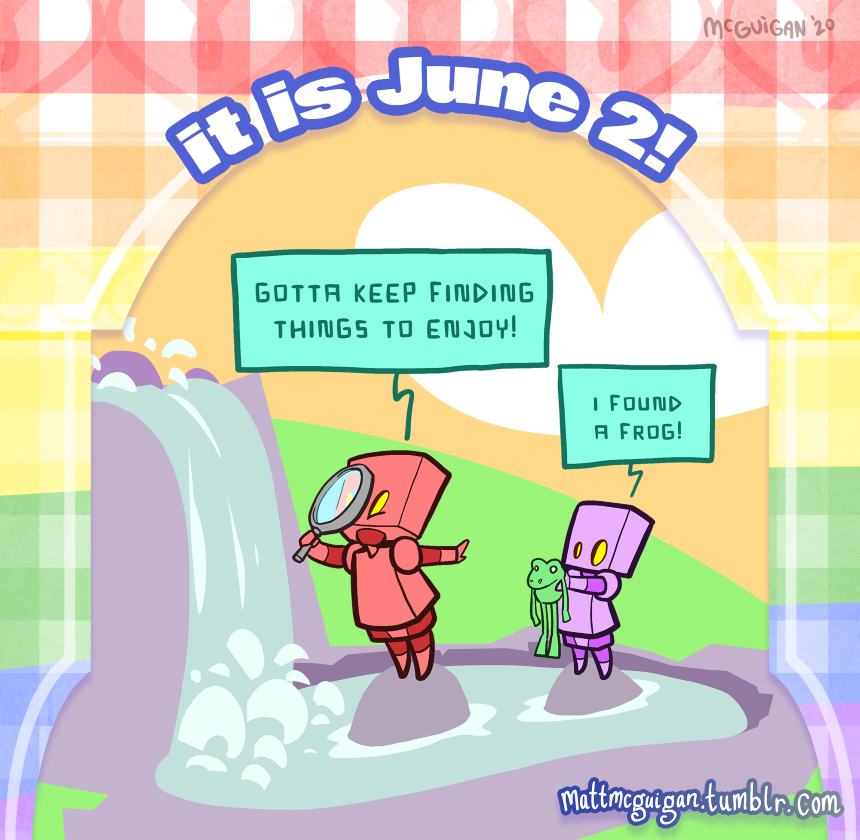 McGUiGAN '20
it is June 2!
GOTTA KEEP FINDING
THINGS TO ENJOY!
I FOUND
A FROG!
mattmcguigan.tumblr.com